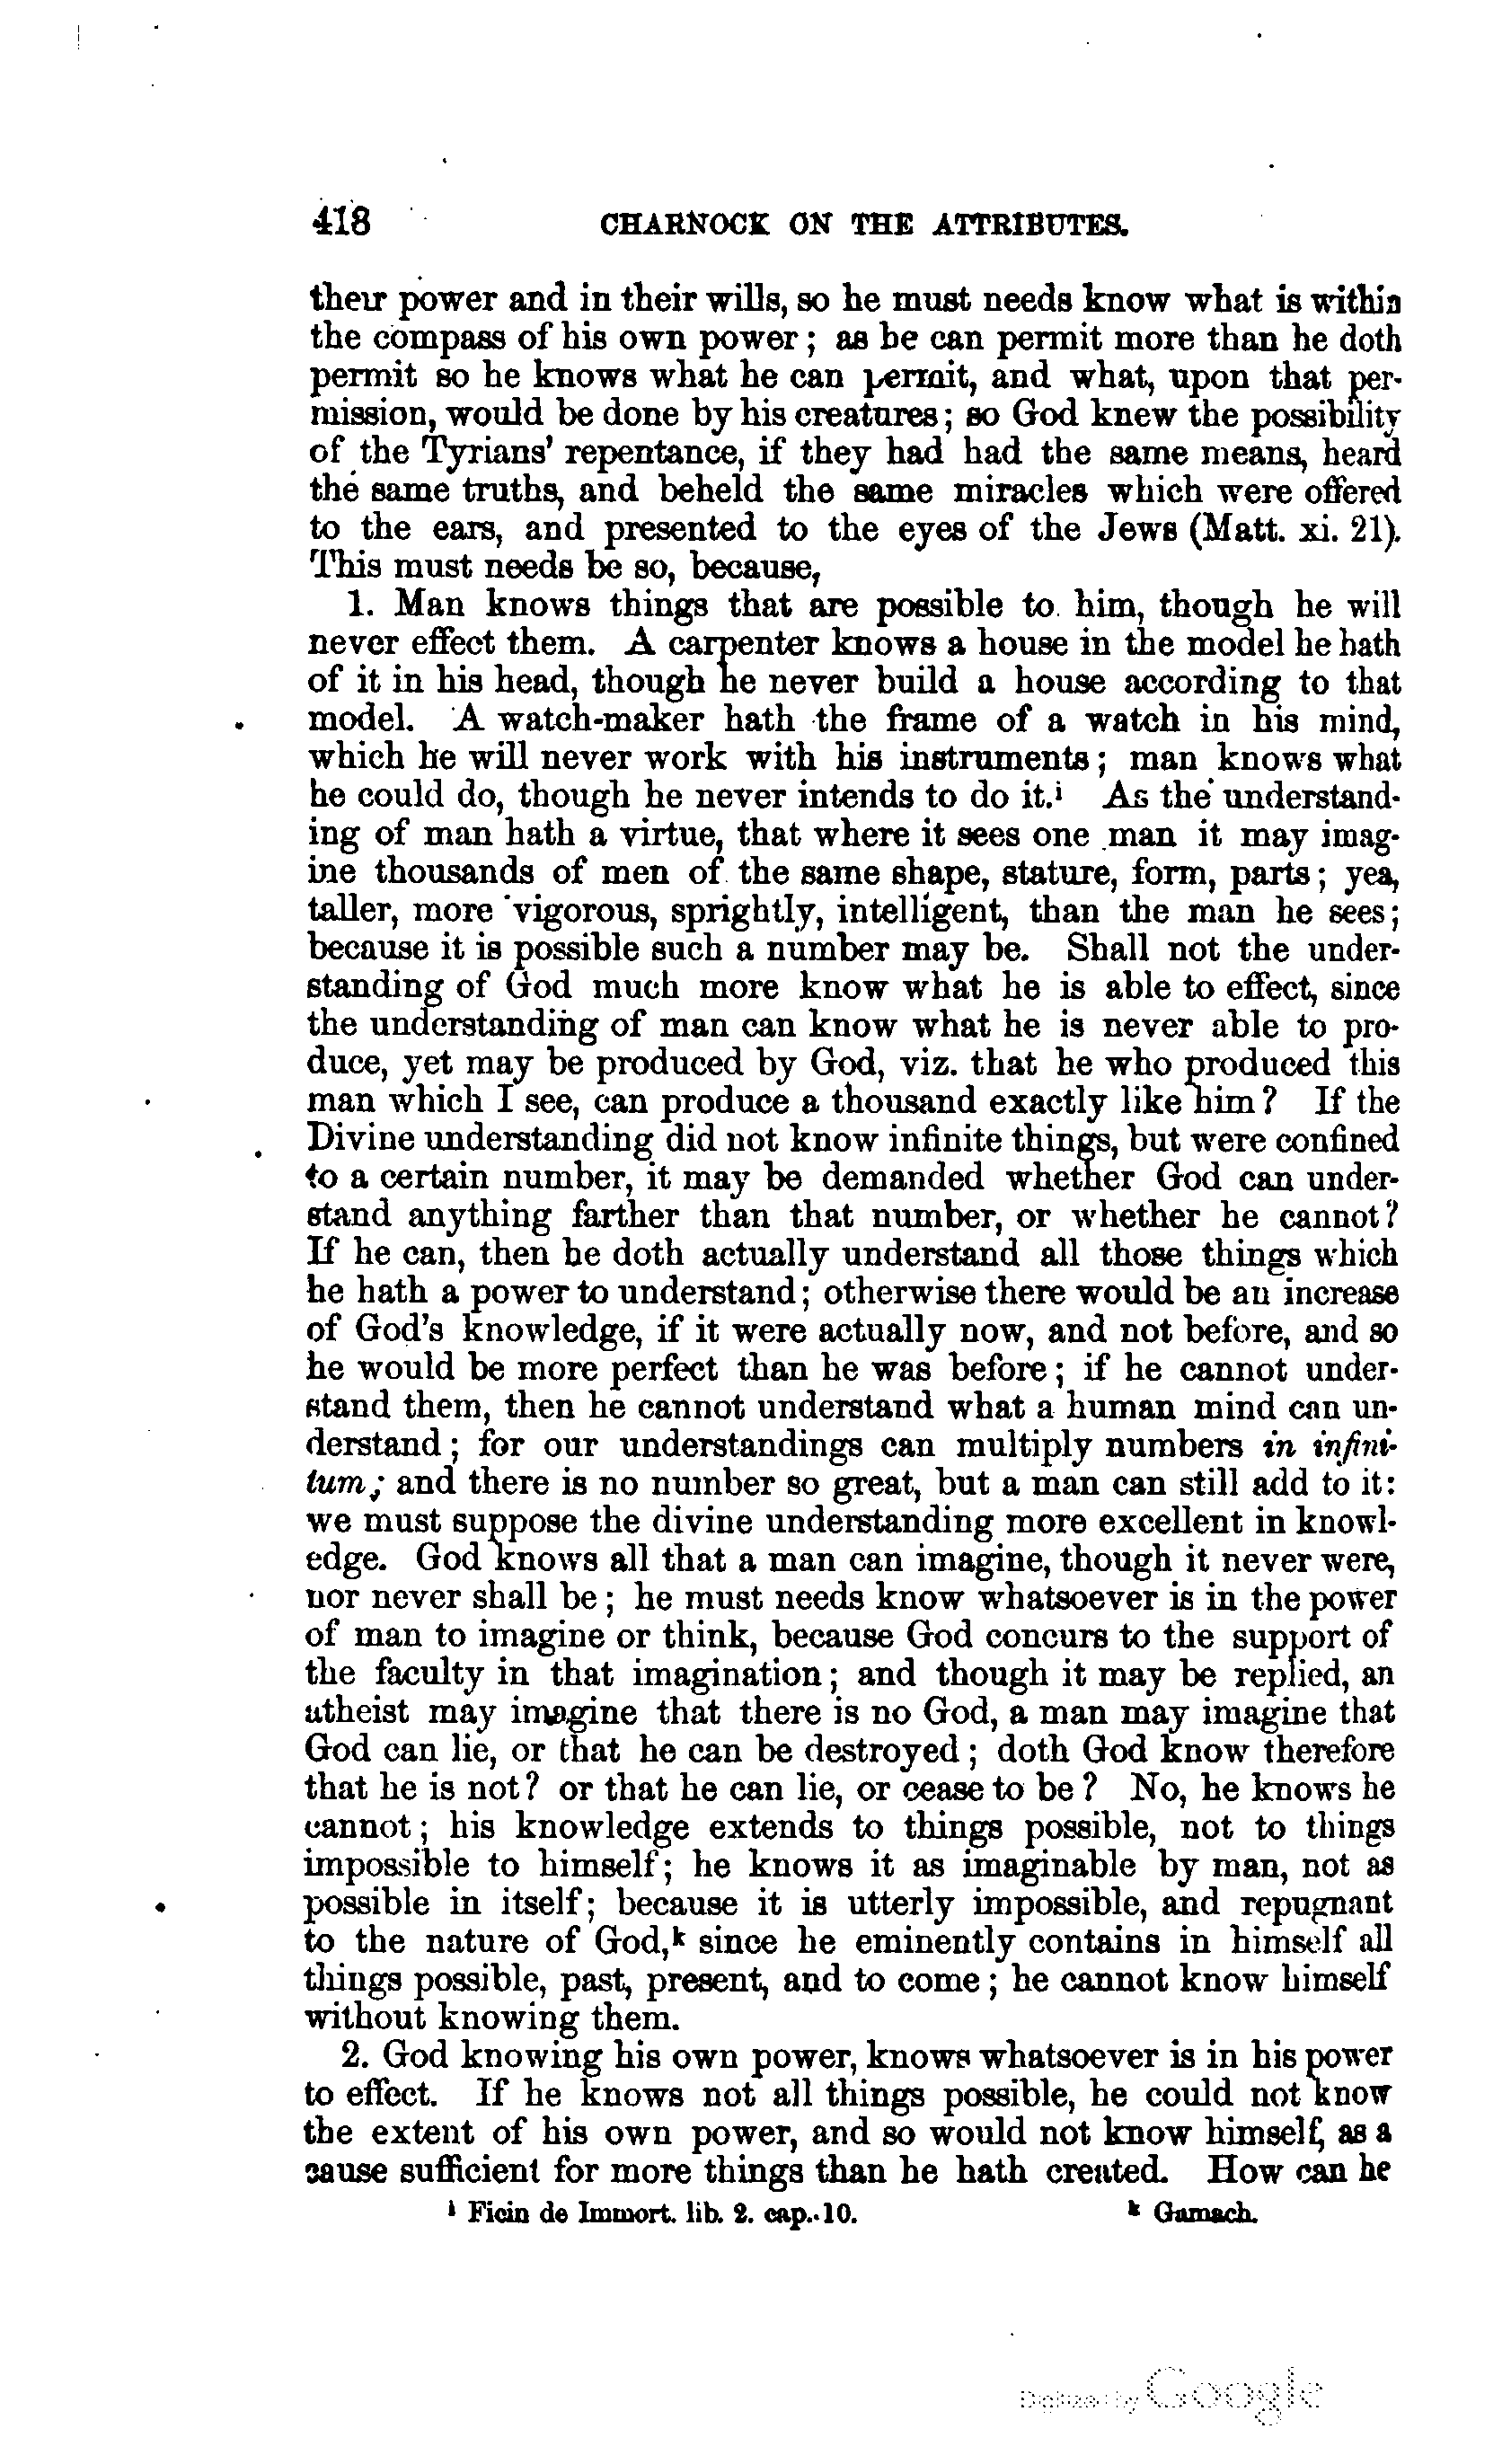 418 CHARNOCK ON THE ATTRIBUTES.
their power and in their wills, so he must needs know what is within
the compass of his own power; as he can permit more than he doth
permit so he knows what he can permit, and what, upon that per-
mission, would be done by his creatures; so God knew the possibility
of the Tyrians' repentance, if they had had the same means, heard
the same truths, and beheld the same miracles which were offered
to the ears, and presented to the eyes of the Jews (Matt. xi. 21).
This must needs be so, because,
1. Man knows things that are possible to him, though he will
never effect them. A carpenter knows a house in the model he hath
of it in his head, though he never build a house according to that
model. A watch-maker hath the frame of a watch in his mind,
which he will never work with his instruments; man knows what
he could do, though he never intends to do it.i As the understand-
ing of man hath a virtue, that where it sees one man it may imag-
ine thousands of men of the same shape, stature, form, parts; yea,
taller, more vigorous, sprightly, intelligent, than the man he sees;
because it is possible such a number may be. Shall not the under-
standing of God much more know what he is able to effect, since
the understanding of man can know what he is never able to pro-
duce, yet may be produced by God, viz. that he who produced this
man which I see, can produce a thousand exactly like him? If the
Divine understanding did not know infinite things, but were confined
to a certain number, it may be demanded whether God can under-
stand anything farther than that number, or whether he cannot?
If he can, then he doth actually understand all those things which
he hath a power to understand; otherwise there would be an increase
of God's knowledge, if it were actually now, and not before, and so
he would be more perfect than he was before; if he cannot under-
stand them, then he cannot understand what a human mind can un-
derstand; for our understandings can multiply numbers in infini-
tum; and there is no number so great, but a man can still add to it:
we must suppose the divine understanding more excellent in knowl-
edge. God knows all that a man can imagine, though it never were,
nor never shall be; he must needs know whatsoever is in the power
of man to imagine or think, because God concurs to the support of
the faculty in that imagination; and though it may be replied, an
atheist may imagine that there is no God, a man may imagine that
God can lie, or that he can be destroyed; doth God know therefore
that he is not? or that he can lie, or cease to be? No, he knows he
cannot; his knowledge extends to things possible, not to things
impossible to himself; he knows it as imaginable by man, not as
possible in itself; because it is utterly impossible, and repugnant
to the nature of God,k since he eminently contains in himself all
things possible, past, present, and to come; he cannot know himself
without knowing them.
2. God knowing his own power, knows whatsoever is in his power
to effect. If he knows not all things possible, he could not know
the extent of his own power, and so would not know himself, as a
cause sufficient for more things than he hath created. How can he
i Ficin de Immort. lib. 2. cap. 10. k Gamach.
Digitized by Google